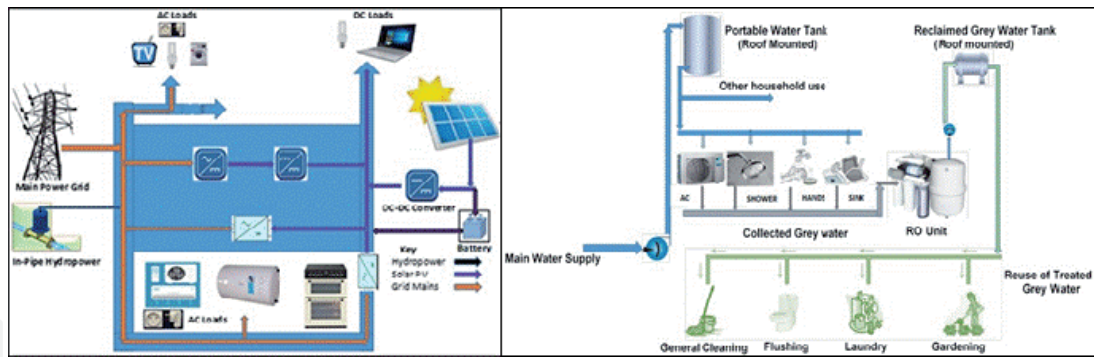 AC Loads
DC Loads
TV
Main Power Grid
DC-DC Converter
Battery
In-Pipe Hydropower
Key
Hydropower
Solar PV
Grid Mains
AC Loads
Portable Water Tank
(Roof Mounted)
Reclaimed Grey Water Tank
(Roof mounted)
Other household use
AC
SHOWER
SINK
Collected Grey water
RO Unit
Main Water Supply
Reuse of Treated
Grey Water
General Cleaning
Flushing
Laundry
Gardening